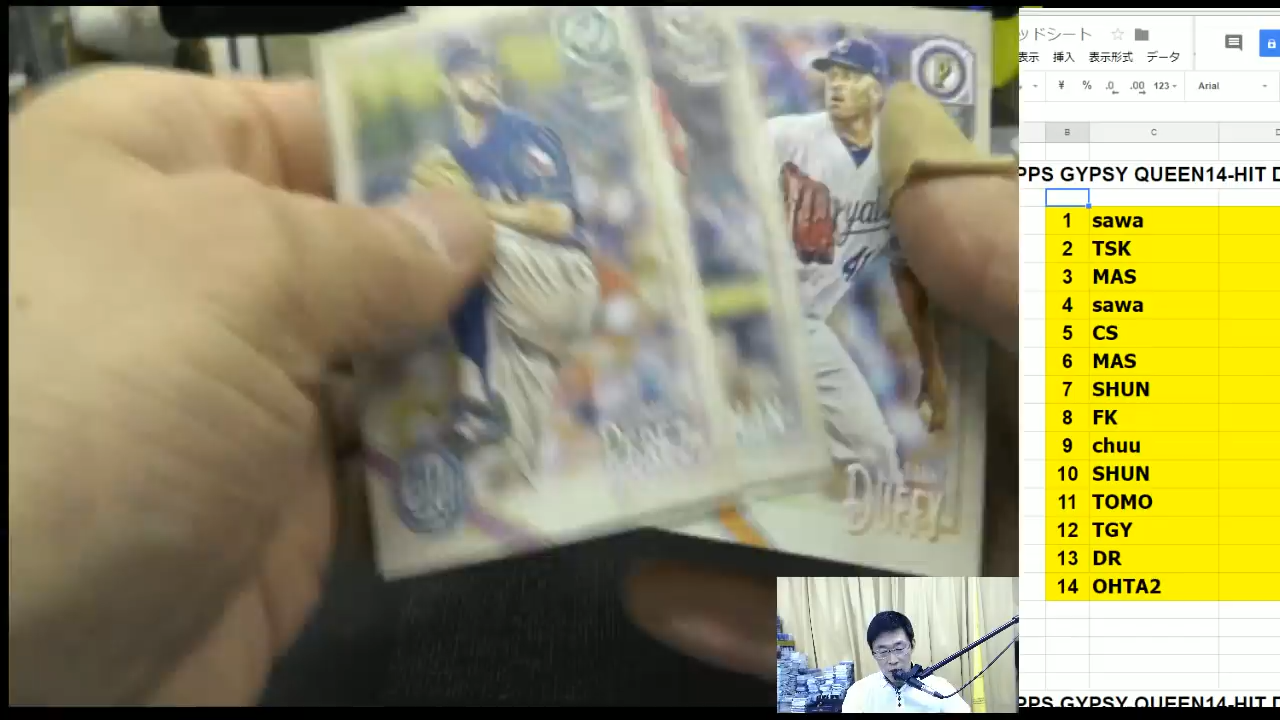 ッドシート
表示 挿入 表示形式 データ
¥ % .0 .00 123 Arial
B C D
PPS GYPSY QUEEN14-HIT D
1 sawa
2 TSK
3 MAS
4 sawa
5 CS
6 MAS
7 SHUN
8 FK
9 chuu
10 SHUN
11 TOMO
12 TGY
13 DR
14 OHTA2
PPS GYPSY QUEEN14-HIT D
P
Royals
DUFFY